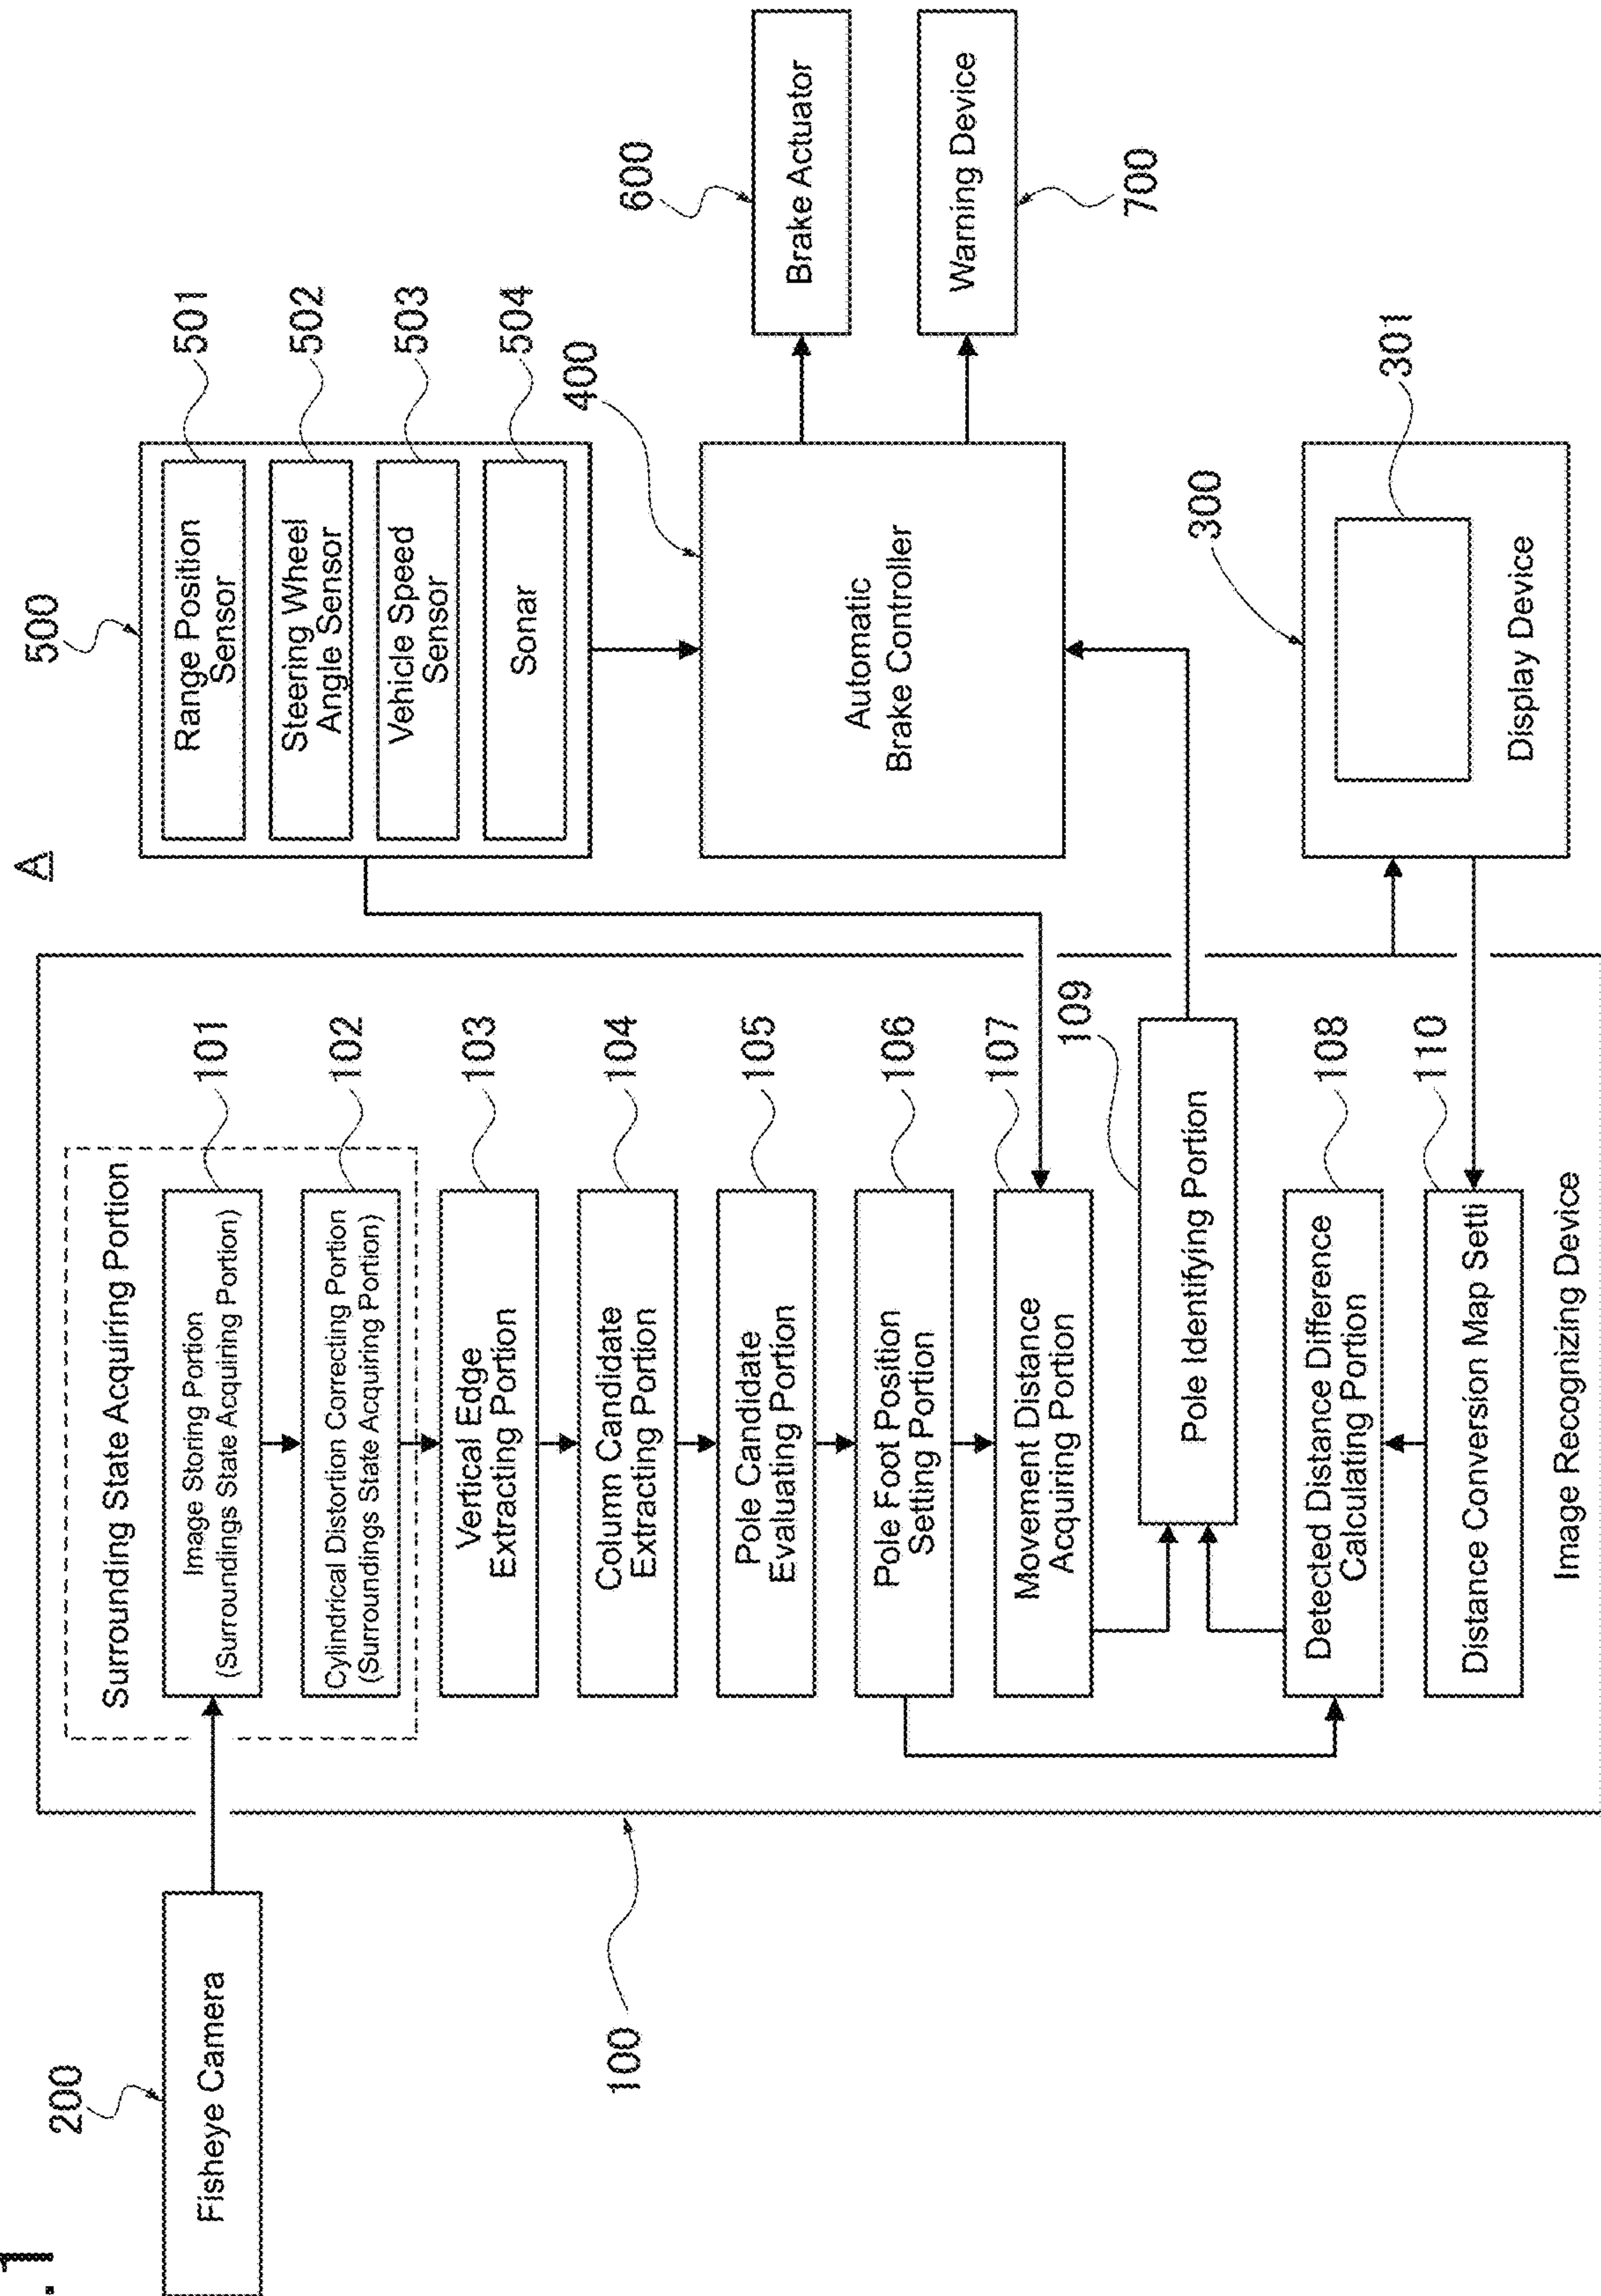 .1
A
200
Fisheye Camera
100
Surrounding State Acquiring Portion
Image Storing Portion
(Surroundings State Acquiring Portion)
101
Cylindrical Distortion Correcting Portion
(Surroundings State Acquiring Portion)
102
Vertical Edge
Extracting Portion
103
Column Candidate
Extracting Portion
104
Pole Candidate
Evaluating Portion
105
Pole Foot Position
Setting Portion
106
Movement Distance
Acquiring Portion
107
Pole Identifying Portion
109
Detected Distance Difference
Calculating Portion
108
Distance Conversion Map Setti
110
Image Recognizing Device
500
Range Position
Sensor
501
Steering Wheel
Angle Sensor
502
Vehicle Speed
Sensor
503
Sonar
504
400
Automatic
Brake Controller
600
Brake Actuator
Warning Device
700
300
301
Display Device